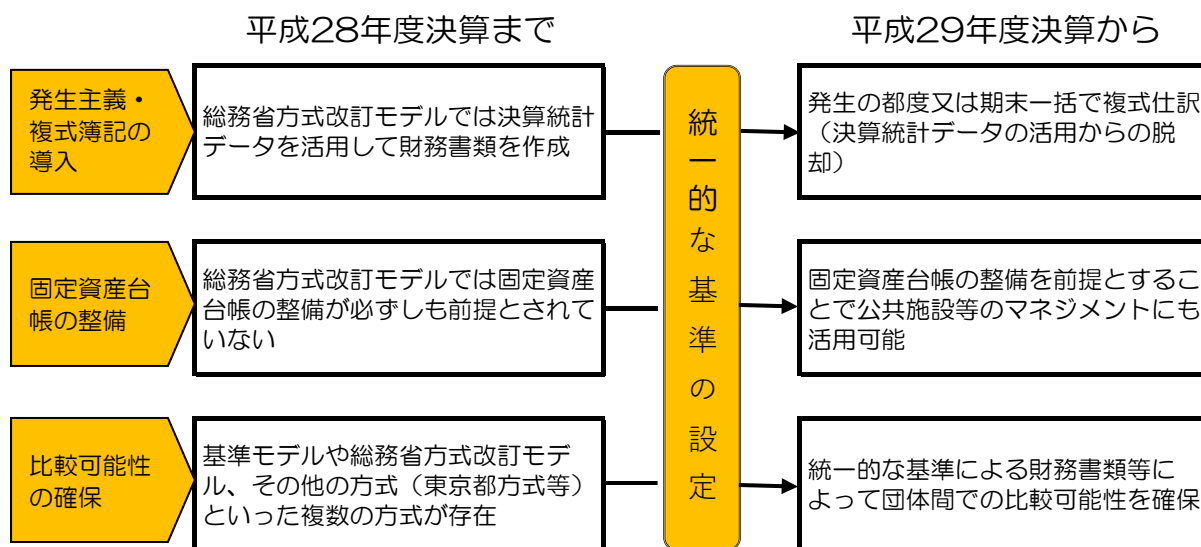 平成28年度決算まで
平成29年度決算から
発生主義・
複式簿記の
導入
総務省方式改訂モデルでは決算統計
データを活用して財務書類を作成
統一的な基準の設定
発生の都度又は期末一括で複式仕訳
（決算統計データの活用からの脱
却）
固定資産台
帳の整備
総務省方式改訂モデルでは固定資産
台帳の整備が必ずしも前提とされて
いない
固定資産台帳の整備を前提とするこ
とで公共施設等のマネジメントにも
活用可能
比較可能性
の確保
基準モデルや総務省方式改訂モデ
ル、その他の方式（東京都方式等）
といった複数の方式が存在
統一的な基準による財務書類等に
よって団体間での比較可能性を確保